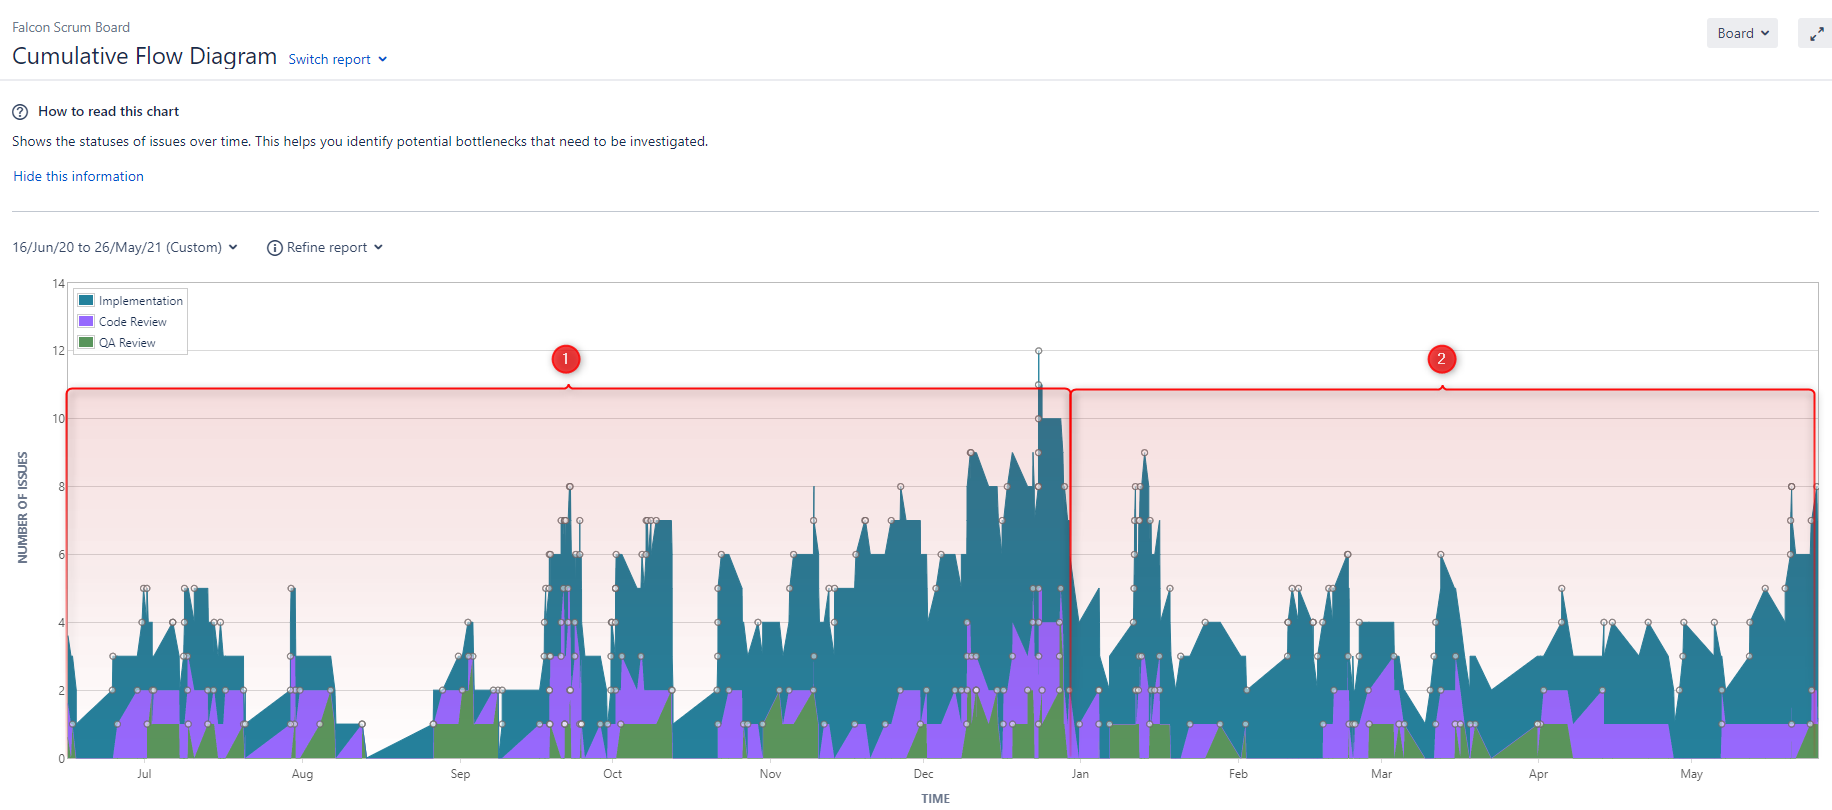 Falcon Scrum Board
Cumulative Flow Diagram Switch report
Board
How to read this chart
Shows the statuses of issues over time. This helps you identify potential bottlenecks that need to be investigated.
Hide this information
16/Jun/20 to 26/May/21 (Custom) Refine report
14
12
10
8
6
4
2
0
NUMBER OF ISSUES
Implementation
Code Review
QA Review
1
2
Jul Aug Sep Oct Nov Dec Jan Feb Mar Apr May
TIME